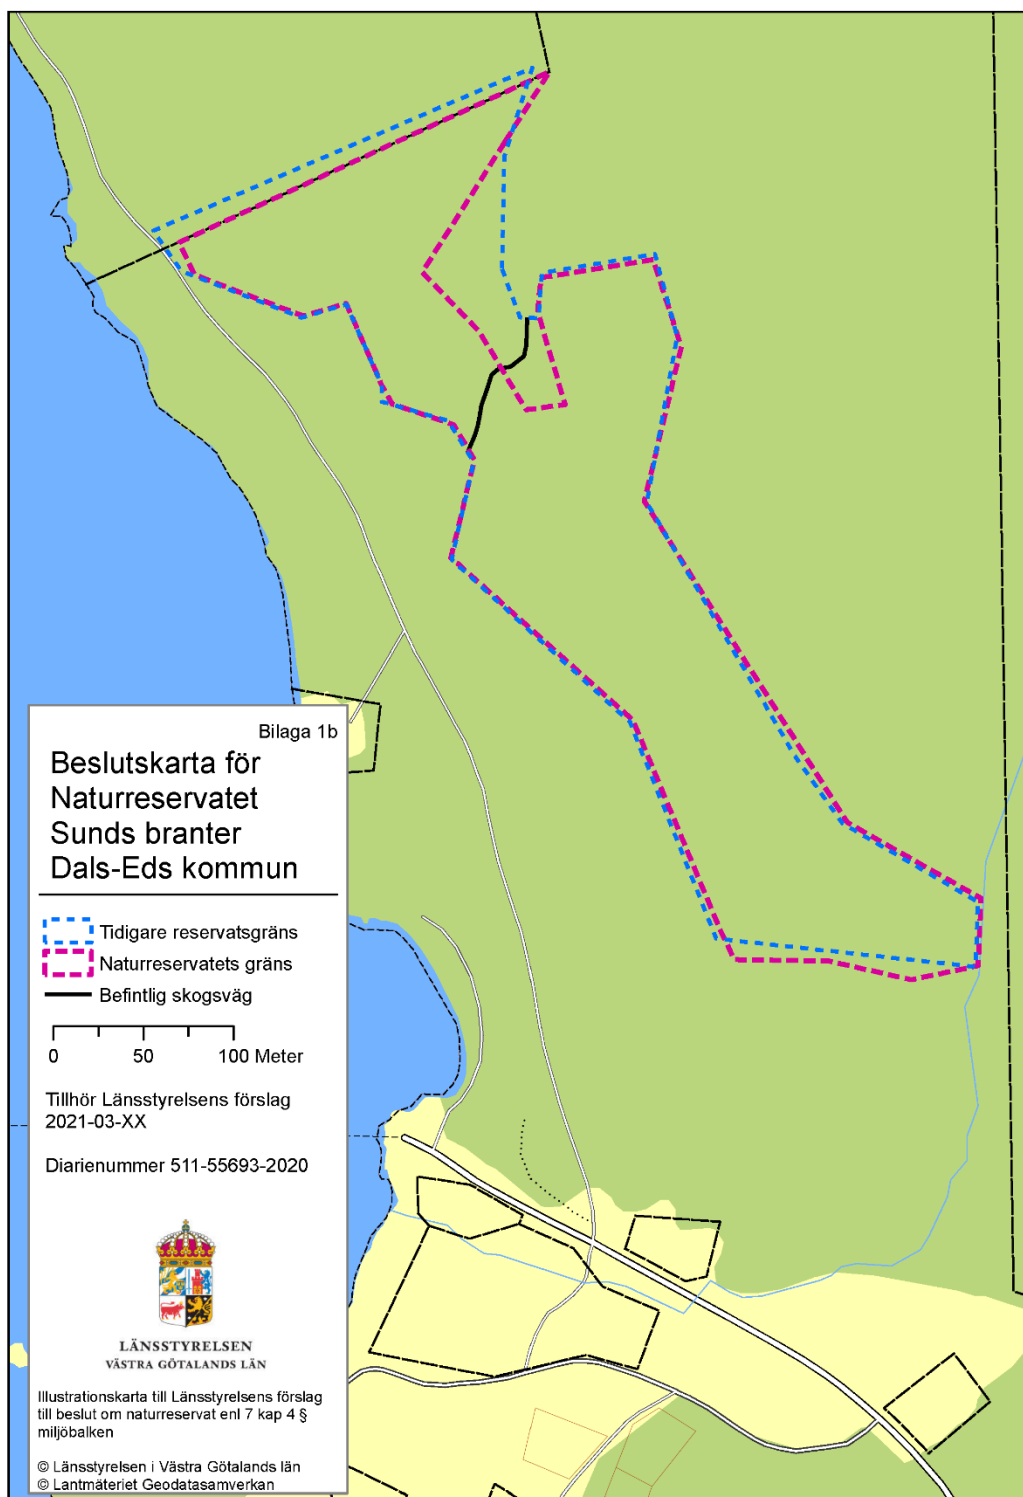 Bilaga 1b
Beslutskarta för
Naturreservatet
Sunds branter
Dals-Eds kommun
Tidigare reservatsgräns
Naturreservatets gräns
Befintlig skogsväg
0 50 100 Meter
Tillhör Länsstyrelsens förslag
2021-03-XX
Diarienummer 511-55693-2020
LÄNSSTYRELSEN
VÄSTRA GÖTALANDS LÄN
Illustrationskarta till Länsstyrelsens förslag
till beslut om naturreservat enl 7 kap 4 §
miljöbalken
© Länsstyrelsen i Västra Götalands län
© Lantmäteriet Geodatasamverkan